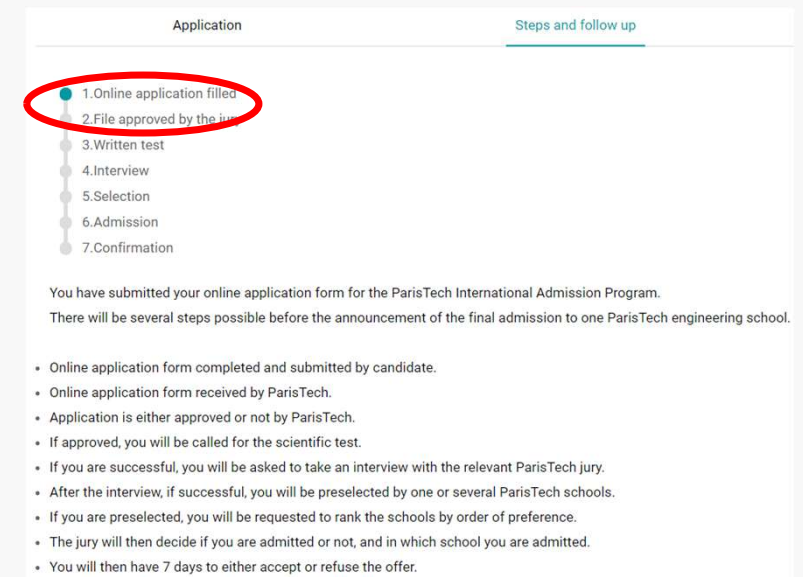 Application
Steps and follow up
1.Online application filled
2.File approved by the jury
3.Written test
4.Interview
5.Selection
6.Admission
7.Confirmation
You have submitted your online application form for the ParisTech International Admission Program.
There will be several steps possible before the announcement of the final admission to one ParisTech engineering school.
• Online application form completed and submitted by candidate.
• Online application form received by ParisTech.
• Application is either approved or not by ParisTech.
• If approved, you will be called for the scientific test.
• If you are successful, you will be asked to take an interview with the relevant ParisTech jury.
• After the interview, if successful, you will be preselected by one or several ParisTech schools.
• If you are preselected, you will be requested to rank the schools by order of preference.
• The jury will then decide if you are admitted or not, and in which school you are admitted.
• You will then have 7 days to either accept or refuse the offer.